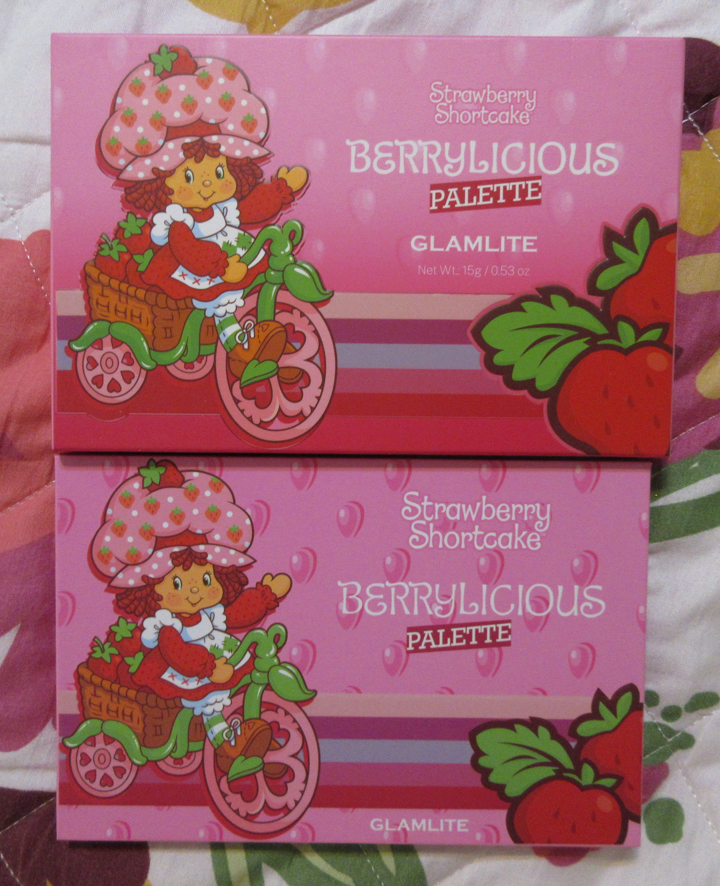 Strawberry
Shortcake
BERRYLICIOUS
PALETTE
GLAMLITE
Net Wt.: 15g / 0.53 oz
Strawberry
Shortcake
BERRYLICIOUS
PALETTE
GLAMLITE